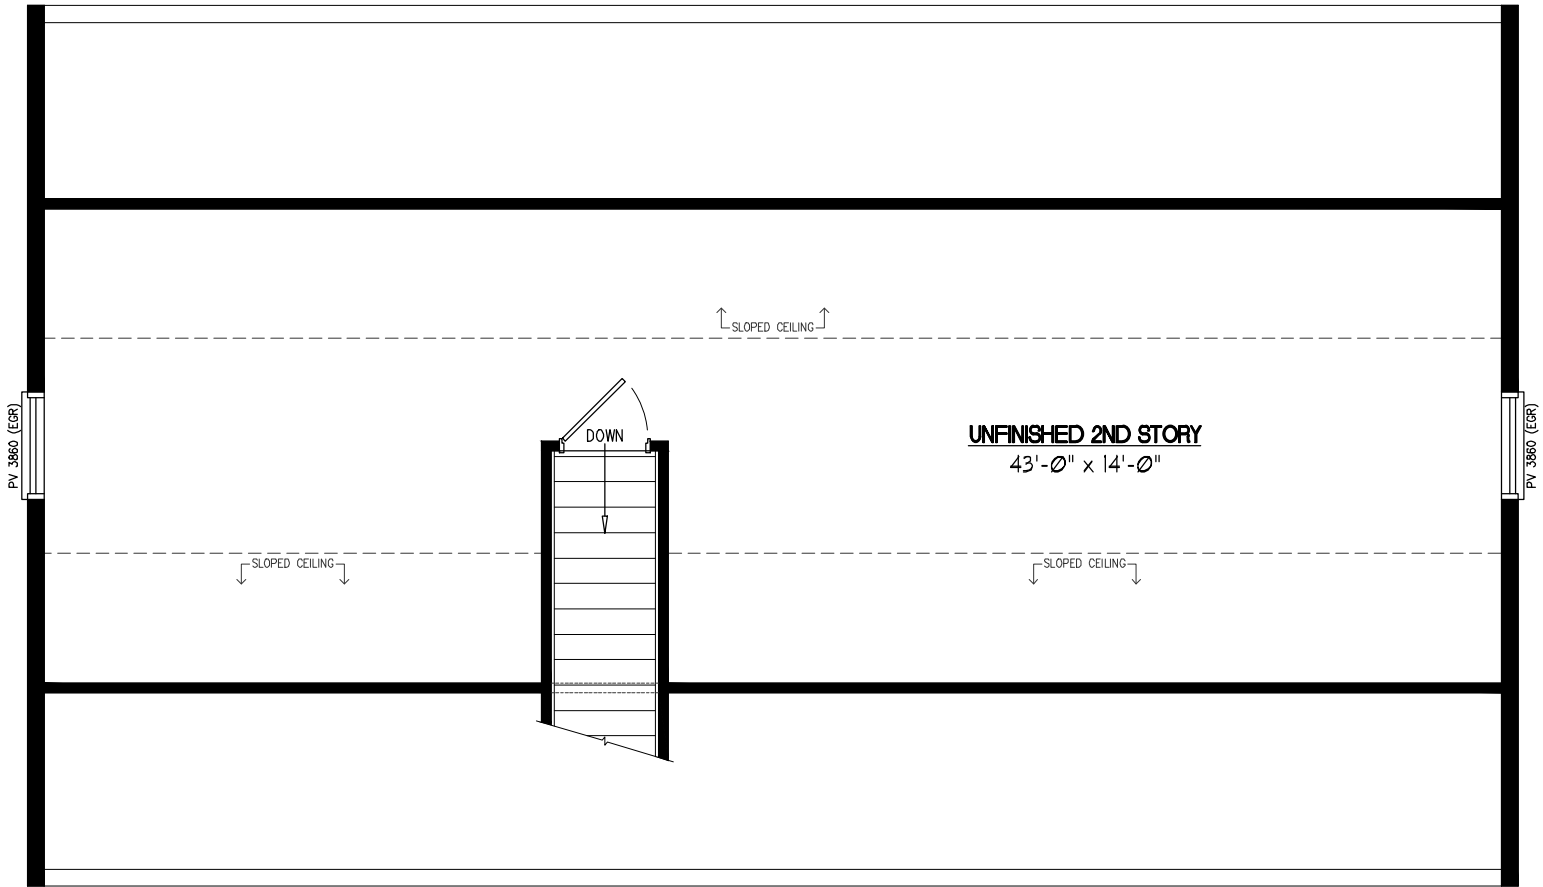 SLOPED CEILING
PV 3860 (EGR)
DOWN
UNFINISHED 2ND STORY
43'-0" x 14'-0"
PV 3860 (EGR)
SLOPED CEILING
SLOPED CEILING